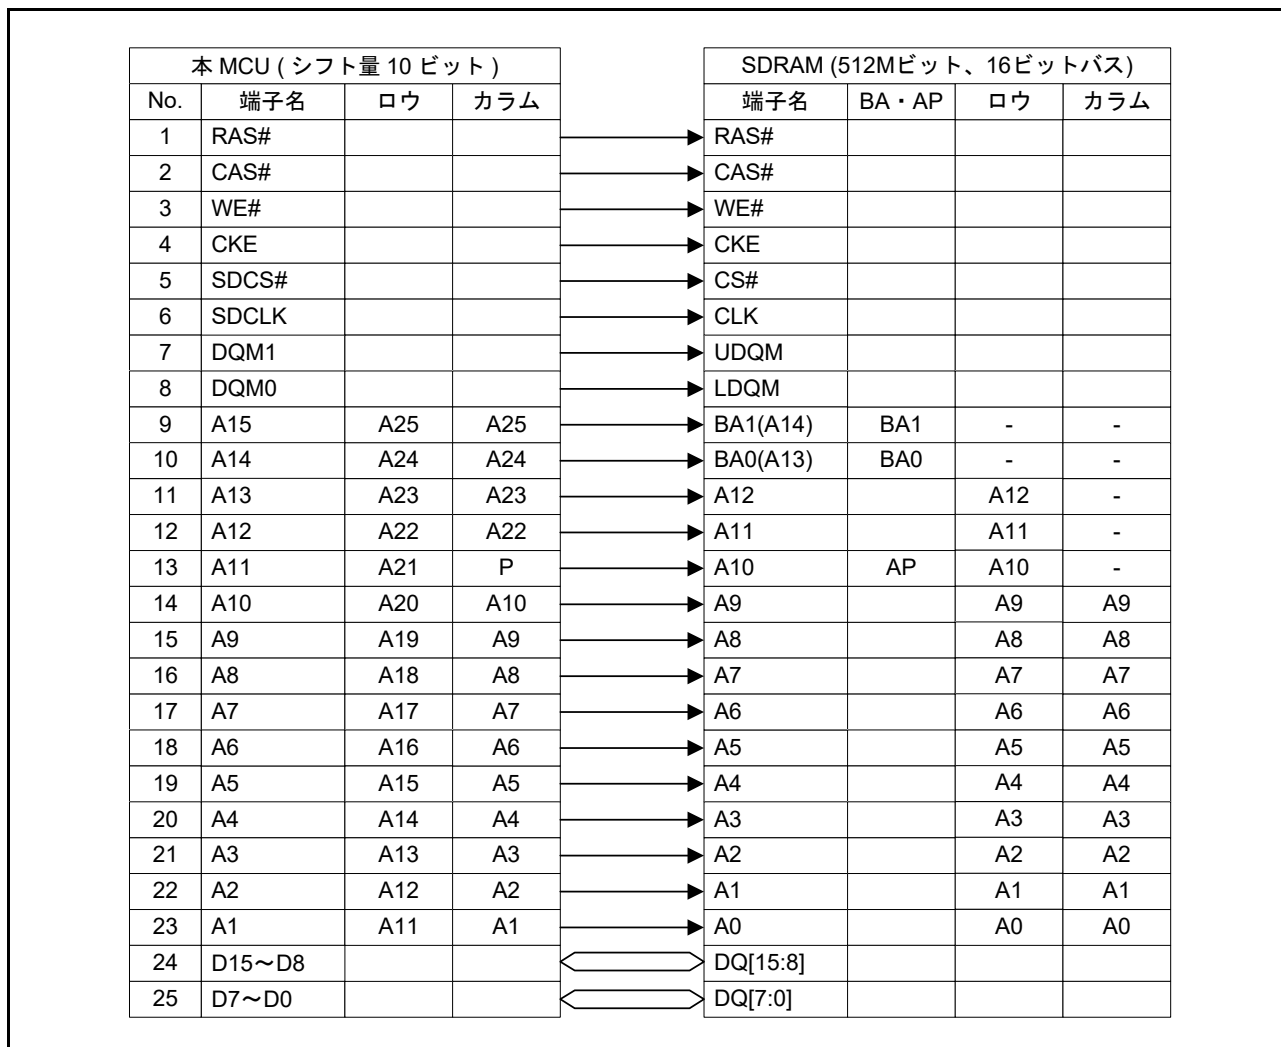 本 MCU ( シフト量 10 ビット ) SDRAM (512Mビット、16ビットバス)
No. 端子名 ロウ カラム 端子名 BA・AP ロウ カラム
1 RAS# RAS#
2 CAS# CAS#
3 WE# WE#
4 CKE CKE
5 SDCS# CS#
6 SDCLK CLK
7 DQM1 UDQM
8 DQM0 LDQM
9 A15 A25 A25 BA1(A14) BA1 - -
10 A14 A24 A24 BA0(A13) BA0 - -
11 A13 A23 A23 A12 A12 -
12 A12 A22 A22 A11 A11 -
13 A11 A21 P A10 AP A10 -
14 A10 A20 A10 A9 A9 A9
15 A9 A19 A9 A8 A8 A8
16 A8 A18 A8 A7 A7 A7
17 A7 A17 A7 A6 A6 A6
18 A6 A16 A6 A5 A5 A5
19 A5 A15 A5 A4 A4 A4
20 A4 A14 A4 A3 A3 A3
21 A3 A13 A3 A2 A2 A2
22 A2 A12 A2 A1 A1 A1
23 A1 A11 A1 A0 A0 A0
24 D15～D8 DQ[15:8]
25 D7～D0 DQ[7:0]